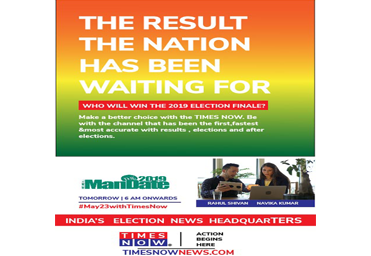 THE RESULT
THE NATION
HAS BEEN
WAITING FOR
WHO WILL WIN THE 2019 ELECTION FINALE?
Make a better choice with the TIMES NOW. Be
with the channel that has been the first,fastest
&most accurate with results , elections and after
elections.
2019
ManDate
TOMORROW | 6 AM ONWARDS
#May23withTimesNow
RAHUL SHIVAN NAVIKA KUMAR
INDIA'S ELECTION NEWS HEADQUARTERS
TIMES
NOW
ACTION
BEGINS
HERE
TIMESNOWNEWS.COM